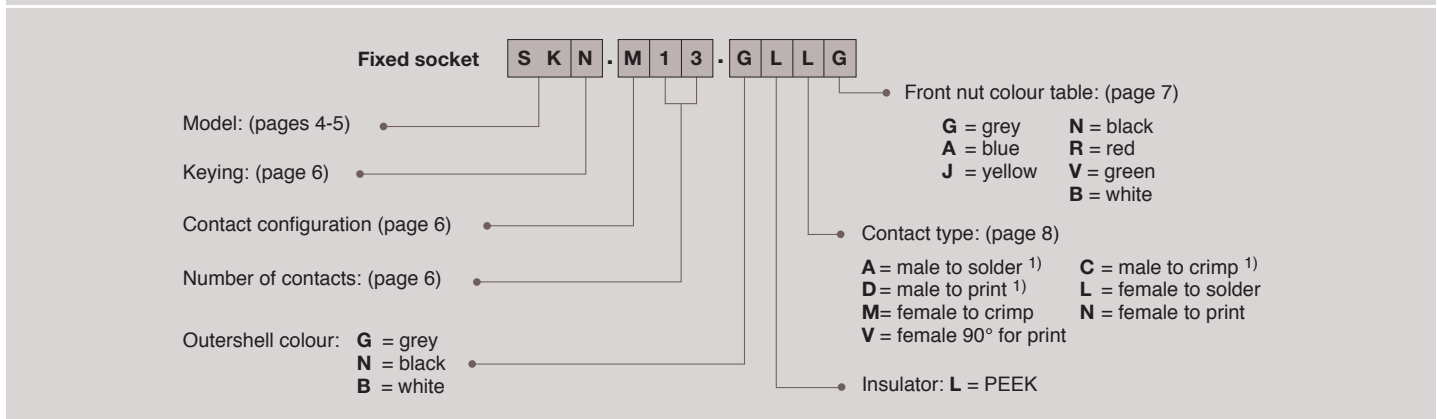 Fixed socket SKN.M13.GLLG
Model: (pages 4-5)
Keying: (page 6)
Contact configuration (page 6)
Number of contacts: (page 6)
Outershell colour: G = grey
N = black
B = white
Front nut colour table: (page 7)
G = grey N = black
A = blue R = red
J = yellow V = green
B = white
Contact type: (page 8)
A = male to solder 1) C = male to crimp 1)
D = male to print 1) L = female to solder
M= female to crimp N = female to print
V = female 90° for print
Insulator: L = PEEK